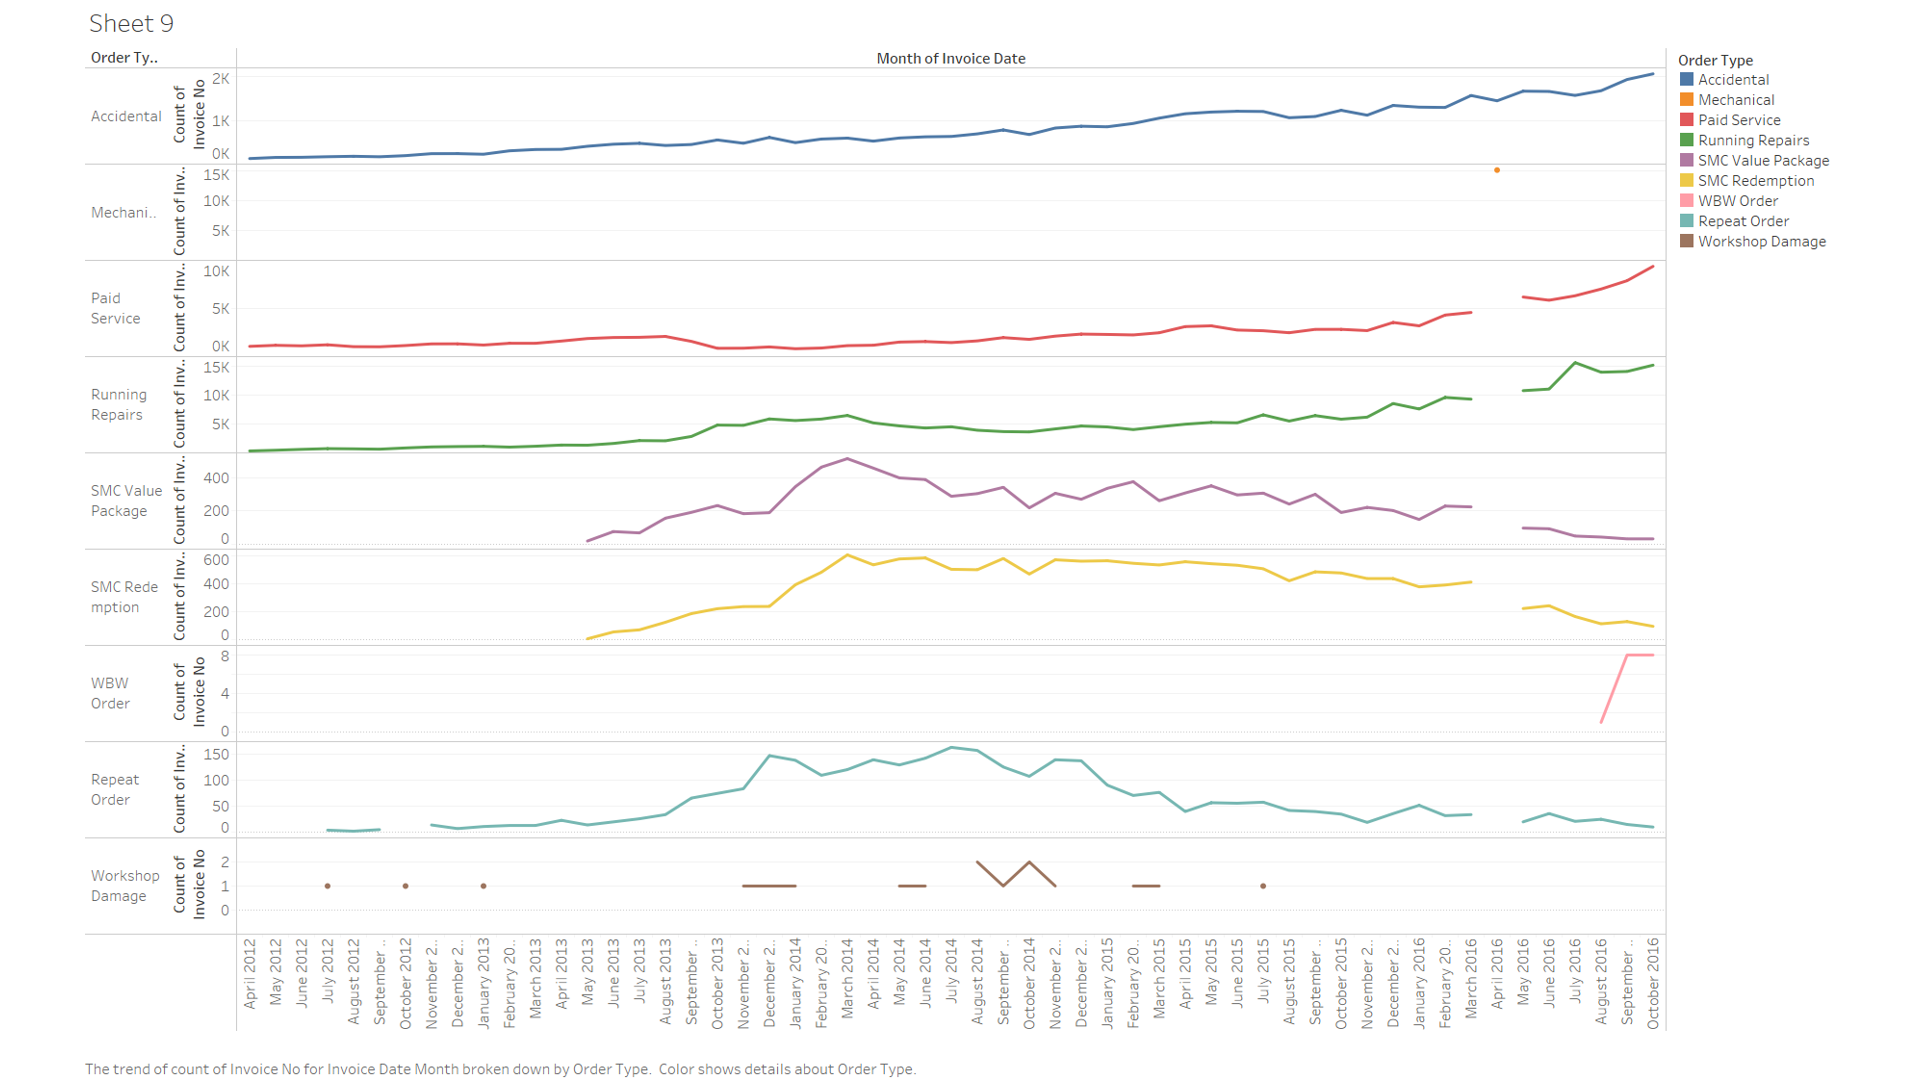 Sheet 9
Order Ty..
Month of Invoice Date
Accidental
Count of
Invoice No
2K
1K
0K
Mechani..
Count of Inv..
15K
10K
5K
Paid
Service
Count of Inv..
10K
5K
0K
Running
Repairs
Count of Inv..
15K
10K
5K
SMC Value
Package
Count of Inv..
400
200
0
SMC Rede
mption
Count of Inv..
600
400
200
0
WBW
Order
Count of
Invoice No
8
4
0
Repeat
Order
Count of Inv..
150
100
50
0
Workshop
Damage
Count of
Invoice No
2
1
0
April 2012
May 2012
June 2012
July 2012
August 2012
September ..
October 2012
November 2..
December 2..
January 2013
February 20..
March 2013
April 2013
May 2013
June 2013
July 2013
August 2013
September ..
October 2013
November 2..
December 2..
January 2014
February 20..
March 2014
April 2014
May 2014
June 2014
July 2014
August 2014
September ..
October 2014
November 2..
December 2..
January 2015
February 20..
March 2015
April 2015
May 2015
June 2015
July 2015
August 2015
September ..
October 2015
November 2..
December 2..
January 2016
February 20..
March 2016
April 2016
May 2016
June 2016
July 2016
August 2016
September ..
October 2016
Order Type
Accidental
Mechanical
Paid Service
Running Repairs
SMC Value Package
SMC Redemption
WBW Order
Repeat Order
Workshop Damage
The trend of count of Invoice No for Invoice Date Month broken down by Order Type.  Color shows details about Order Type.